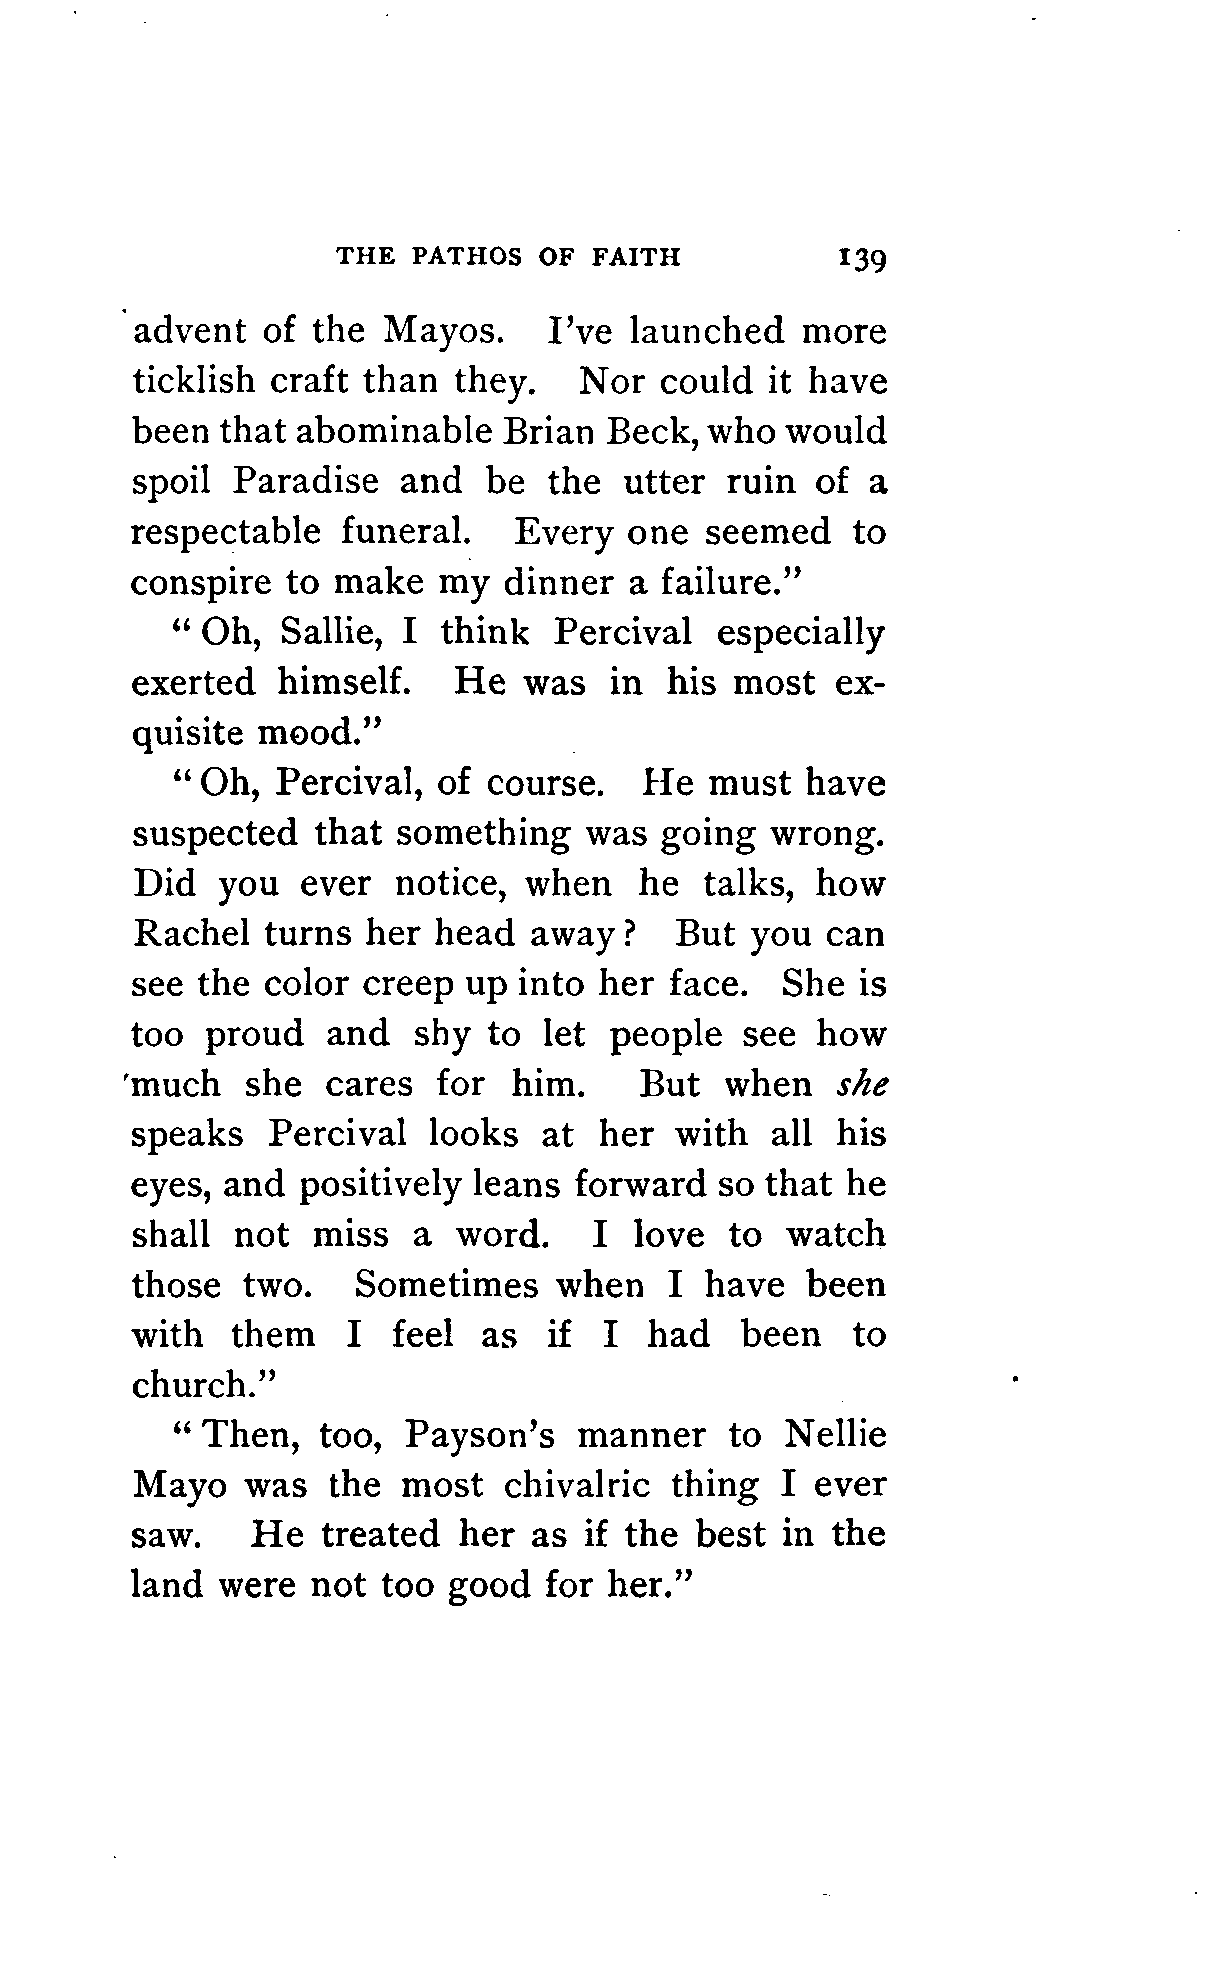 THE PATHOS OF FAITH 139
advent of the Mayos. I've launched more
ticklish craft than they. Nor could it have
been that abominable Brian Beck, who would
spoil Paradise and be the utter ruin of a
respectable funeral. Every one seemed to
conspire to make my dinner a failure."
"Oh, Sallie, I think Percival especially
exerted himself. He was in his most ex-
quisite mood."
"Oh, Percival, of course. He must have
suspected that something was going wrong.
Did you ever notice, when he talks, how
Rachel turns her head away? But you can
see the color creep up into her face. She is
too proud and shy to let people see how
much she cares for him. But when she
speaks Percival looks at her with all his
eyes, and positively leans forward so that he
shall not miss a word. I love to watch
those two. Sometimes when I have been
with them I feel as if I had been to
church."
"Then, too, Payson's manner to Nellie
Mayo was the most chivalric thing I ever
saw. He treated her as if the best in the
land were not too good for her."